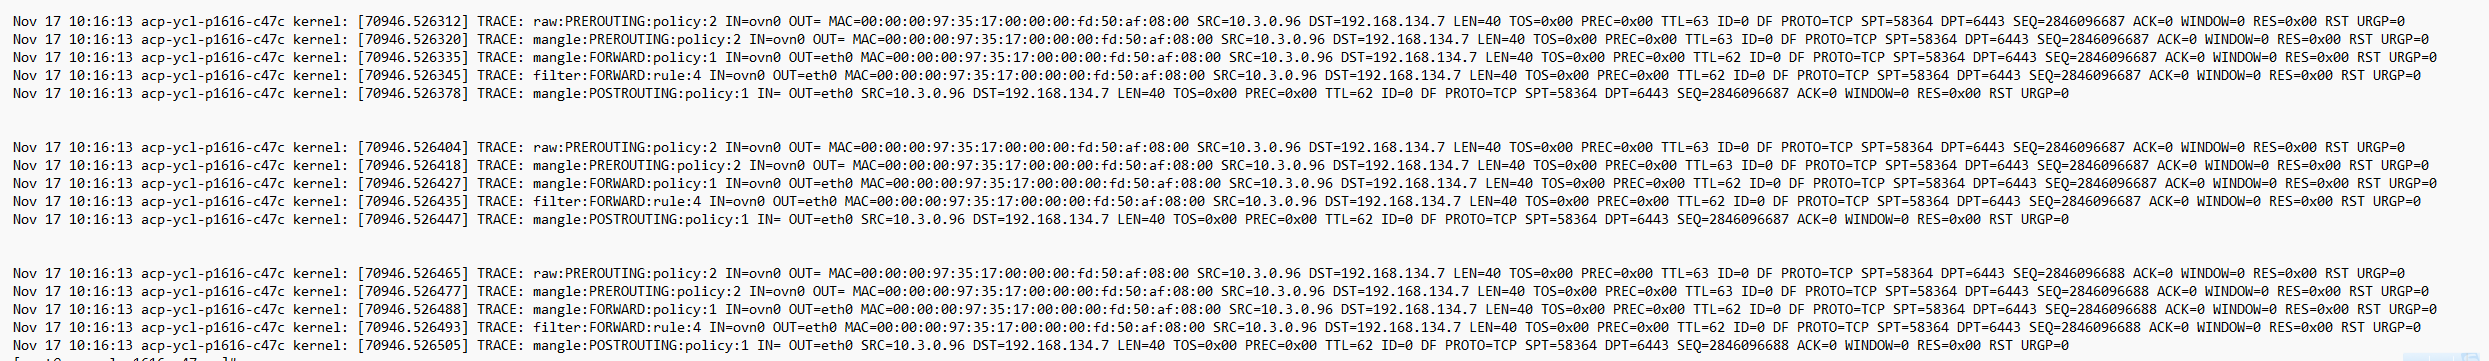 Nov 17 10:16:13 acp-ycl-p1616-c47c kernel: [70946.526312] TRACE: raw:PREROUTING:policy:2 IN=ovn0 OUT= MAC=00:00:00:97:35:17:00:00:00:fd:50:af:08:00 SRC=10.3.0.96 DST=192.168.134.7 LEN=40 TOS=0x00 PREC=0x00 TTL=63 ID=0 DF PROTO=TCP SPT=58364 DPT=6443 SEQ=2846096687 ACK=0 WINDOW=0 RES=0x00 RST URGP=0
Nov 17 10:16:13 acp-ycl-p1616-c47c kernel: [70946.526320] TRACE: mangle:PREROUTING:policy:2 IN=ovn0 OUT= MAC=00:00:00:97:35:17:00:00:00:fd:50:af:08:00 SRC=10.3.0.96 DST=192.168.134.7 LEN=40 TOS=0x00 PREC=0x00 TTL=63 ID=0 DF PROTO=TCP SPT=58364 DPT=6443 SEQ=2846096687 ACK=0 WINDOW=0 RES=0x00 RST URGP=0
Nov 17 10:16:13 acp-ycl-p1616-c47c kernel: [70946.526335] TRACE: mangle:FORWARD:policy:1 IN=ovn0 OUT=eth0 MAC=00:00:00:97:35:17:00:00:00:fd:50:af:08:00 SRC=10.3.0.96 DST=192.168.134.7 LEN=40 TOS=0x00 PREC=0x00 TTL=62 ID=0 DF PROTO=TCP SPT=58364 DPT=6443 SEQ=2846096687 ACK=0 WINDOW=0 RES=0x00 RST URGP=0
Nov 17 10:16:13 acp-ycl-p1616-c47c kernel: [70946.526345] TRACE: filter:FORWARD:rule:4 IN=ovn0 OUT=eth0 MAC=00:00:00:97:35:17:00:00:00:fd:50:af:08:00 SRC=10.3.0.96 DST=192.168.134.7 LEN=40 TOS=0x00 PREC=0x00 TTL=62 ID=0 DF PROTO=TCP SPT=58364 DPT=6443 SEQ=2846096687 ACK=0 WINDOW=0 RES=0x00 RST URGP=0
Nov 17 10:16:13 acp-ycl-p1616-c47c kernel: [70946.526378] TRACE: mangle:POSTROUTING:policy:1 IN= OUT=eth0 SRC=10.3.0.96 DST=192.168.134.7 LEN=40 TOS=0x00 PREC=0x00 TTL=62 ID=0 DF PROTO=TCP SPT=58364 DPT=6443 SEQ=2846096687 ACK=0 WINDOW=0 RES=0x00 RST URGP=0
Nov 17 10:16:13 acp-ycl-p1616-c47c kernel: [70946.526404] TRACE: raw:PREROUTING:policy:2 IN=ovn0 OUT= MAC=00:00:00:97:35:17:00:00:00:fd:50:af:08:00 SRC=10.3.0.96 DST=192.168.134.7 LEN=40 TOS=0x00 PREC=0x00 TTL=63 ID=0 DF PROTO=TCP SPT=58364 DPT=6443 SEQ=2846096687 ACK=0 WINDOW=0 RES=0x00 RST URGP=0
Nov 17 10:16:13 acp-ycl-p1616-c47c kernel: [70946.526418] TRACE: mangle:PREROUTING:policy:2 IN=ovn0 OUT= MAC=00:00:00:97:35:17:00:00:00:fd:50:af:08:00 SRC=10.3.0.96 DST=192.168.134.7 LEN=40 TOS=0x00 PREC=0x00 TTL=63 ID=0 DF PROTO=TCP SPT=58364 DPT=6443 SEQ=2846096687 ACK=0 WINDOW=0 RES=0x00 RST URGP=0
Nov 17 10:16:13 acp-ycl-p1616-c47c kernel: [70946.526427] TRACE: mangle:FORWARD:policy:1 IN=ovn0 OUT=eth0 MAC=00:00:00:97:35:17:00:00:00:fd:50:af:08:00 SRC=10.3.0.96 DST=192.168.134.7 LEN=40 TOS=0x00 PREC=0x00 TTL=62 ID=0 DF PROTO=TCP SPT=58364 DPT=6443 SEQ=2846096687 ACK=0 WINDOW=0 RES=0x00 RST URGP=0
Nov 17 10:16:13 acp-ycl-p1616-c47c kernel: [70946.526435] TRACE: filter:FORWARD:rule:4 IN=ovn0 OUT=eth0 MAC=00:00:00:97:35:17:00:00:00:fd:50:af:08:00 SRC=10.3.0.96 DST=192.168.134.7 LEN=40 TOS=0x00 PREC=0x00 TTL=62 ID=0 DF PROTO=TCP SPT=58364 DPT=6443 SEQ=2846096687 ACK=0 WINDOW=0 RES=0x00 RST URGP=0
Nov 17 10:16:13 acp-ycl-p1616-c47c kernel: [70946.526447] TRACE: mangle:POSTROUTING:policy:1 IN= OUT=eth0 SRC=10.3.0.96 DST=192.168.134.7 LEN=40 TOS=0x00 PREC=0x00 TTL=62 ID=0 DF PROTO=TCP SPT=58364 DPT=6443 SEQ=2846096687 ACK=0 WINDOW=0 RES=0x00 RST URGP=0
Nov 17 10:16:13 acp-ycl-p1616-c47c kernel: [70946.526465] TRACE: raw:PREROUTING:policy:2 IN=ovn0 OUT= MAC=00:00:00:97:35:17:00:00:00:fd:50:af:08:00 SRC=10.3.0.96 DST=192.168.134.7 LEN=40 TOS=0x00 PREC=0x00 TTL=63 ID=0 DF PROTO=TCP SPT=58364 DPT=6443 SEQ=2846096688 ACK=0 WINDOW=0 RES=0x00 RST URGP=0
Nov 17 10:16:13 acp-ycl-p1616-c47c kernel: [70946.526477] TRACE: mangle:PREROUTING:policy:2 IN=ovn0 OUT= MAC=00:00:00:97:35:17:00:00:00:fd:50:af:08:00 SRC=10.3.0.96 DST=192.168.134.7 LEN=40 TOS=0x00 PREC=0x00 TTL=63 ID=0 DF PROTO=TCP SPT=58364 DPT=6443 SEQ=2846096688 ACK=0 WINDOW=0 RES=0x00 RST URGP=0
Nov 17 10:16:13 acp-ycl-p1616-c47c kernel: [70946.526488] TRACE: mangle:FORWARD:policy:1 IN=ovn0 OUT=eth0 MAC=00:00:00:97:35:17:00:00:00:fd:50:af:08:00 SRC=10.3.0.96 DST=192.168.134.7 LEN=40 TOS=0x00 PREC=0x00 TTL=62 ID=0 DF PROTO=TCP SPT=58364 DPT=6443 SEQ=2846096688 ACK=0 WINDOW=0 RES=0x00 RST URGP=0
Nov 17 10:16:13 acp-ycl-p1616-c47c kernel: [70946.526493] TRACE: filter:FORWARD:rule:4 IN=ovn0 OUT=eth0 MAC=00:00:00:97:35:17:00:00:00:fd:50:af:08:00 SRC=10.3.0.96 DST=192.168.134.7 LEN=40 TOS=0x00 PREC=0x00 TTL=62 ID=0 DF PROTO=TCP SPT=58364 DPT=6443 SEQ=2846096688 ACK=0 WINDOW=0 RES=0x00 RST URGP=0
Nov 17 10:16:13 acp-ycl-p1616-c47c kernel: [70946.526505] TRACE: mangle:POSTROUTING:policy:1 IN= OUT=eth0 SRC=10.3.0.96 DST=192.168.134.7 LEN=40 TOS=0x00 PREC=0x00 TTL=62 ID=0 DF PROTO=TCP SPT=58364 DPT=6443 SEQ=2846096688 ACK=0 WINDOW=0 RES=0x00 RST URGP=0